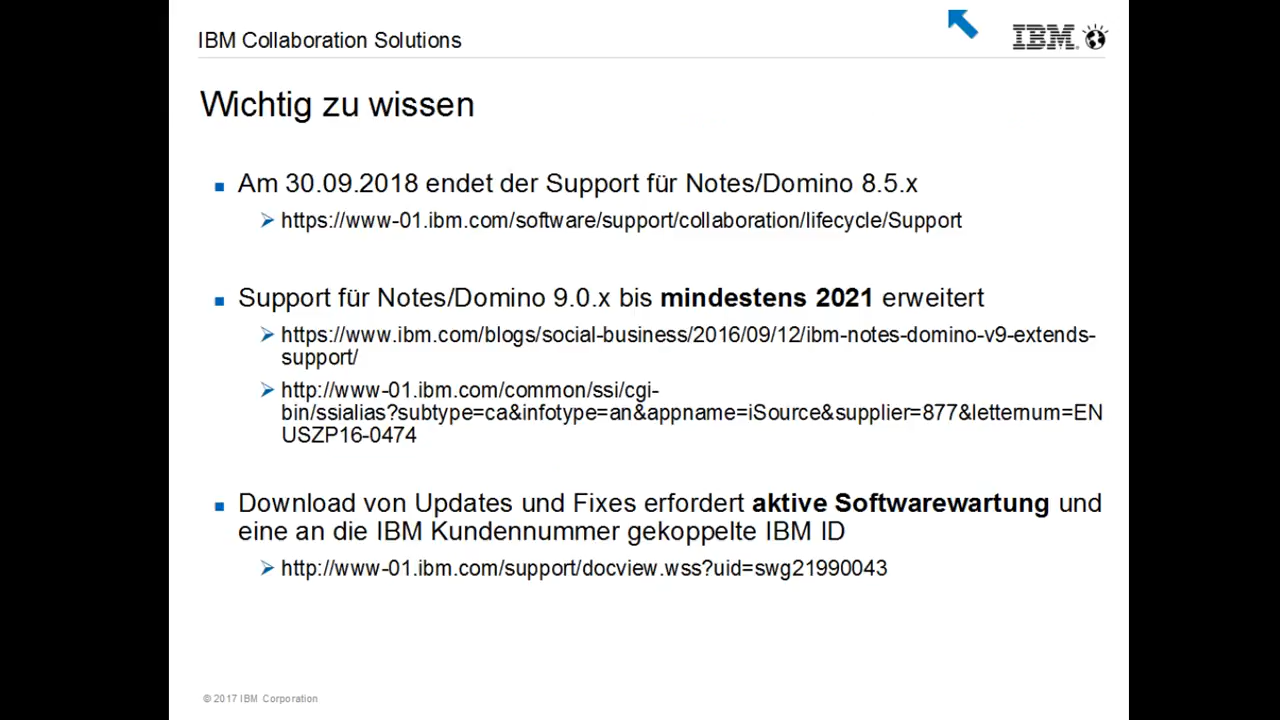 IBM Collaboration Solutions
IBM
Wichtig zu wissen
Am 30.09.2018 endet der Support für Notes/Domino 8.5.x
https://www-01.ibm.com/software/support/collaboration/lifecycle/Support
Support für Notes/Domino 9.0.x bis mindestens 2021 erweitert
https://www.ibm.com/blogs/social-business/2016/09/12/ibm-notes-domino-v9-extends-
support/
http://www-01.ibm.com/common/ssi/cgi-
bin/ssialias?subtype=ca&infotype=an&appname=iSource&supplier=877&letternum=EN
USZP16-0474
Download von Updates und Fixes erfordert aktive Softwarewartung und
eine an die IBM Kundennummer gekoppelte IBM ID
http://www-01.ibm.com/support/docview.wss?uid=swg21990043
© 2017 IBM Corporation